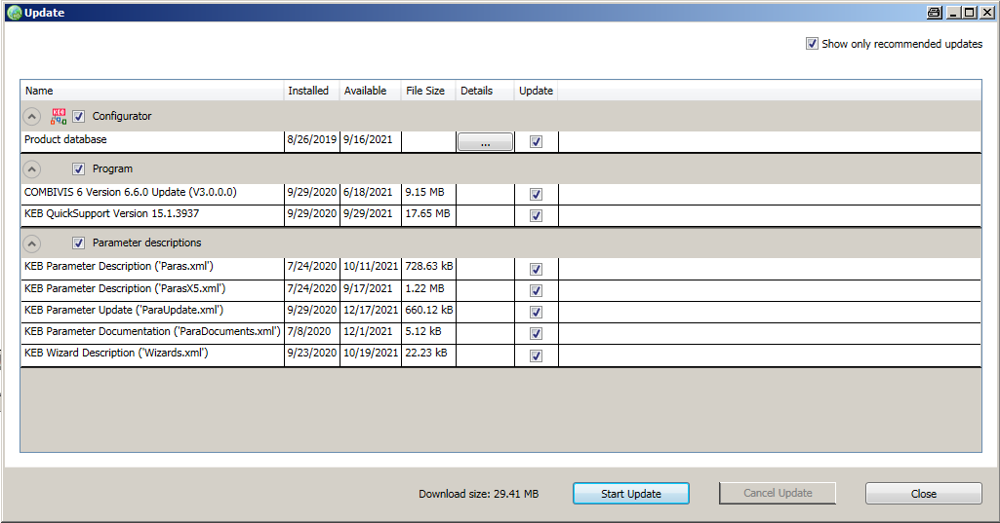 Update
Show only recommended updates
Name Installed Available File Size Details Update
KEB Configurator
Product database 8/26/2019 9/16/2021 ...
Program
COMBIVIS 6 Version 6.6.0 Update (V3.0.0.0) 9/29/2020 6/18/2021 9.15 MB
KEB QuickSupport Version 15.1.3937 9/29/2020 9/29/2021 17.65 MB
Parameter descriptions
KEB Parameter Description ('Paras.xml') 7/24/2020 10/11/2021 728.63 kB
KEB Parameter Description ('ParasX5.xml') 7/24/2020 9/17/2021 1.22 MB
KEB Parameter Update ('ParaUpdate.xml') 9/29/2020 12/17/2021 660.12 kB
KEB Parameter Documentation ('ParaDocuments.xml') 7/8/2020 12/1/2021 5.12 kB
KEB Wizard Description ('Wizards.xml') 9/23/2020 10/19/2021 22.23 kB
Download size: 29.41 MB Start Update Cancel Update Close